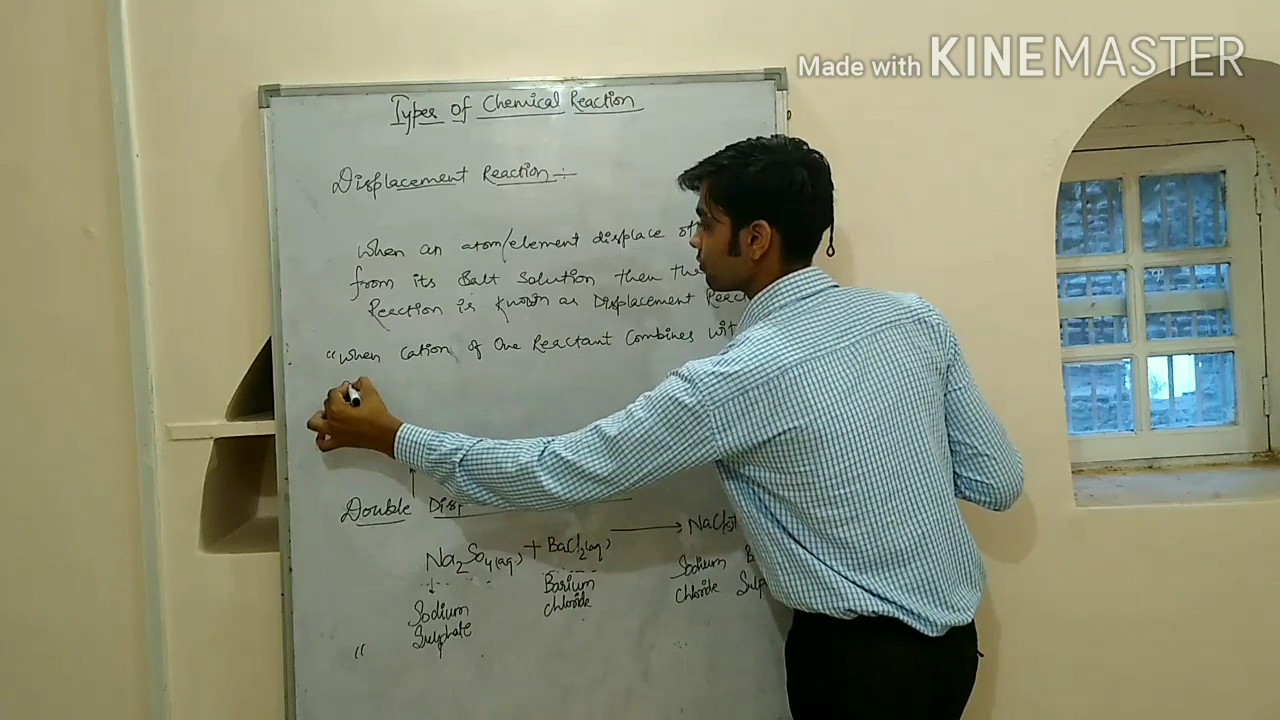 Made with KINEMASTER
Types of Chemical Reaction
Displacement Reaction :-
When an atom/element displace
from its Salt Solution then the
Reaction is known as Displacement
"When Cation of One Reactant Combines
Double
Na2SO4(aq) + BaCl2(aq) → NaCl
Sodium Sulphate
Barium Chloride
Sodium Chloride
"